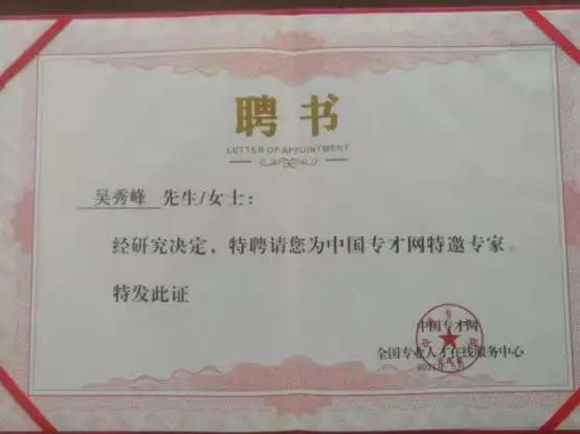 聘书
LETTER OF APPOINTMENT
吴秀峰 先生/女士:
经研究决定，特聘请您为中国专才网特邀专家。
特发此证
中国专才网
全国专业人才在线服务中心